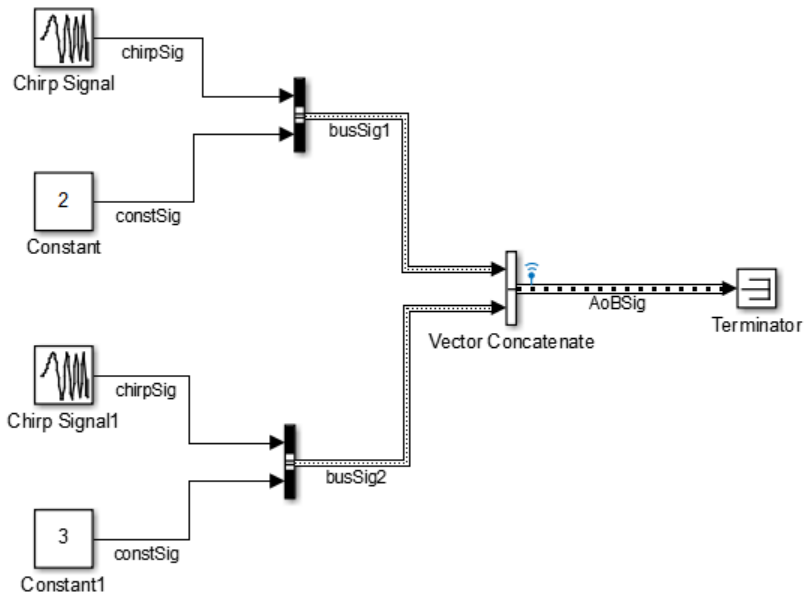 chirpSig
Chirp Signal
busSig1
2
constSig
Constant
AoBSig
Vector Concatenate
Terminator
chirpSig
Chirp Signal1
busSig2
3
constSig
Constant1